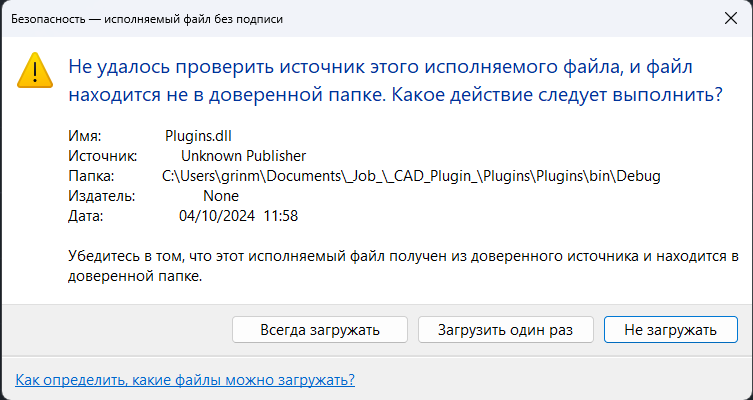 Безопасность — исполняемый файл без подписи
Не удалось проверить источник этого исполняемого файла, и файл
находится не в доверенной папке. Какое действие следует выполнить?
Имя: Plugins.dll
Источник: Unknown Publisher
Папка: C:\Users\grinm\Documents\_Job_\_CAD_Plugin_\Plugins\Plugins\bin\Debug
Издатель: None
Дата: 04/10/2024 11:58
Убедитесь в том, что этот исполняемый файл получен из доверенного источника и находится в
доверенной папке.
Всегда загружать Загрузить один раз Не загружать
Как определить, какие файлы можно загружать?